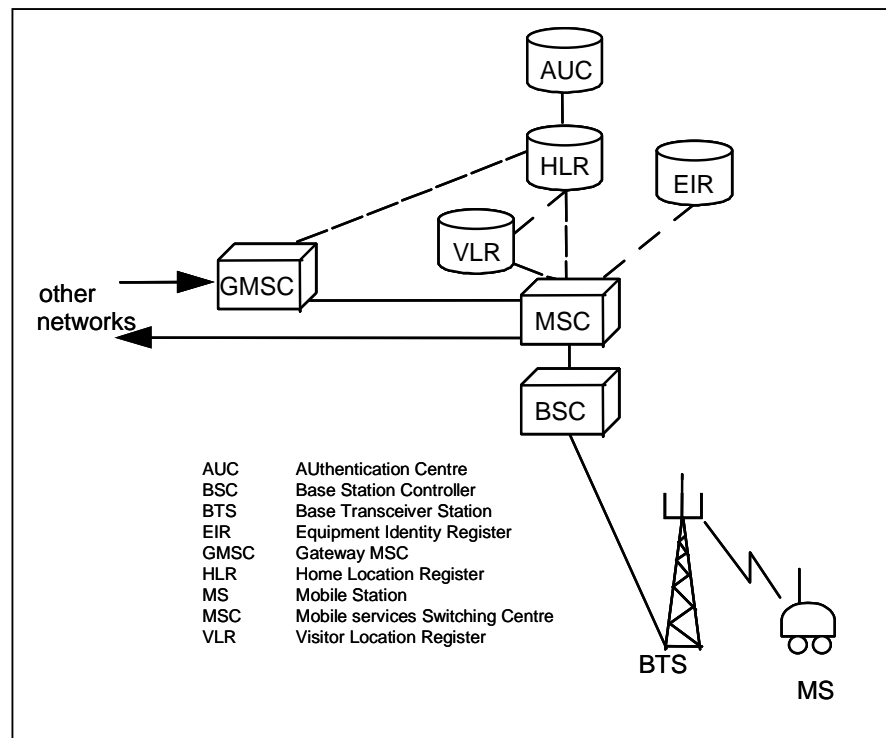 AUC
HLR
EIR
VLR
GMSC
other
networks
MSC
BSC
AUC AUthentication Centre
BSC Base Station Controller
BTS Base Transceiver Station
EIR Equipment Identity Register
GMSC Gateway MSC
HLR Home Location Register
MS Mobile Station
MSC Mobile services Switching Centre
VLR Visitor Location Register
BTS
MS